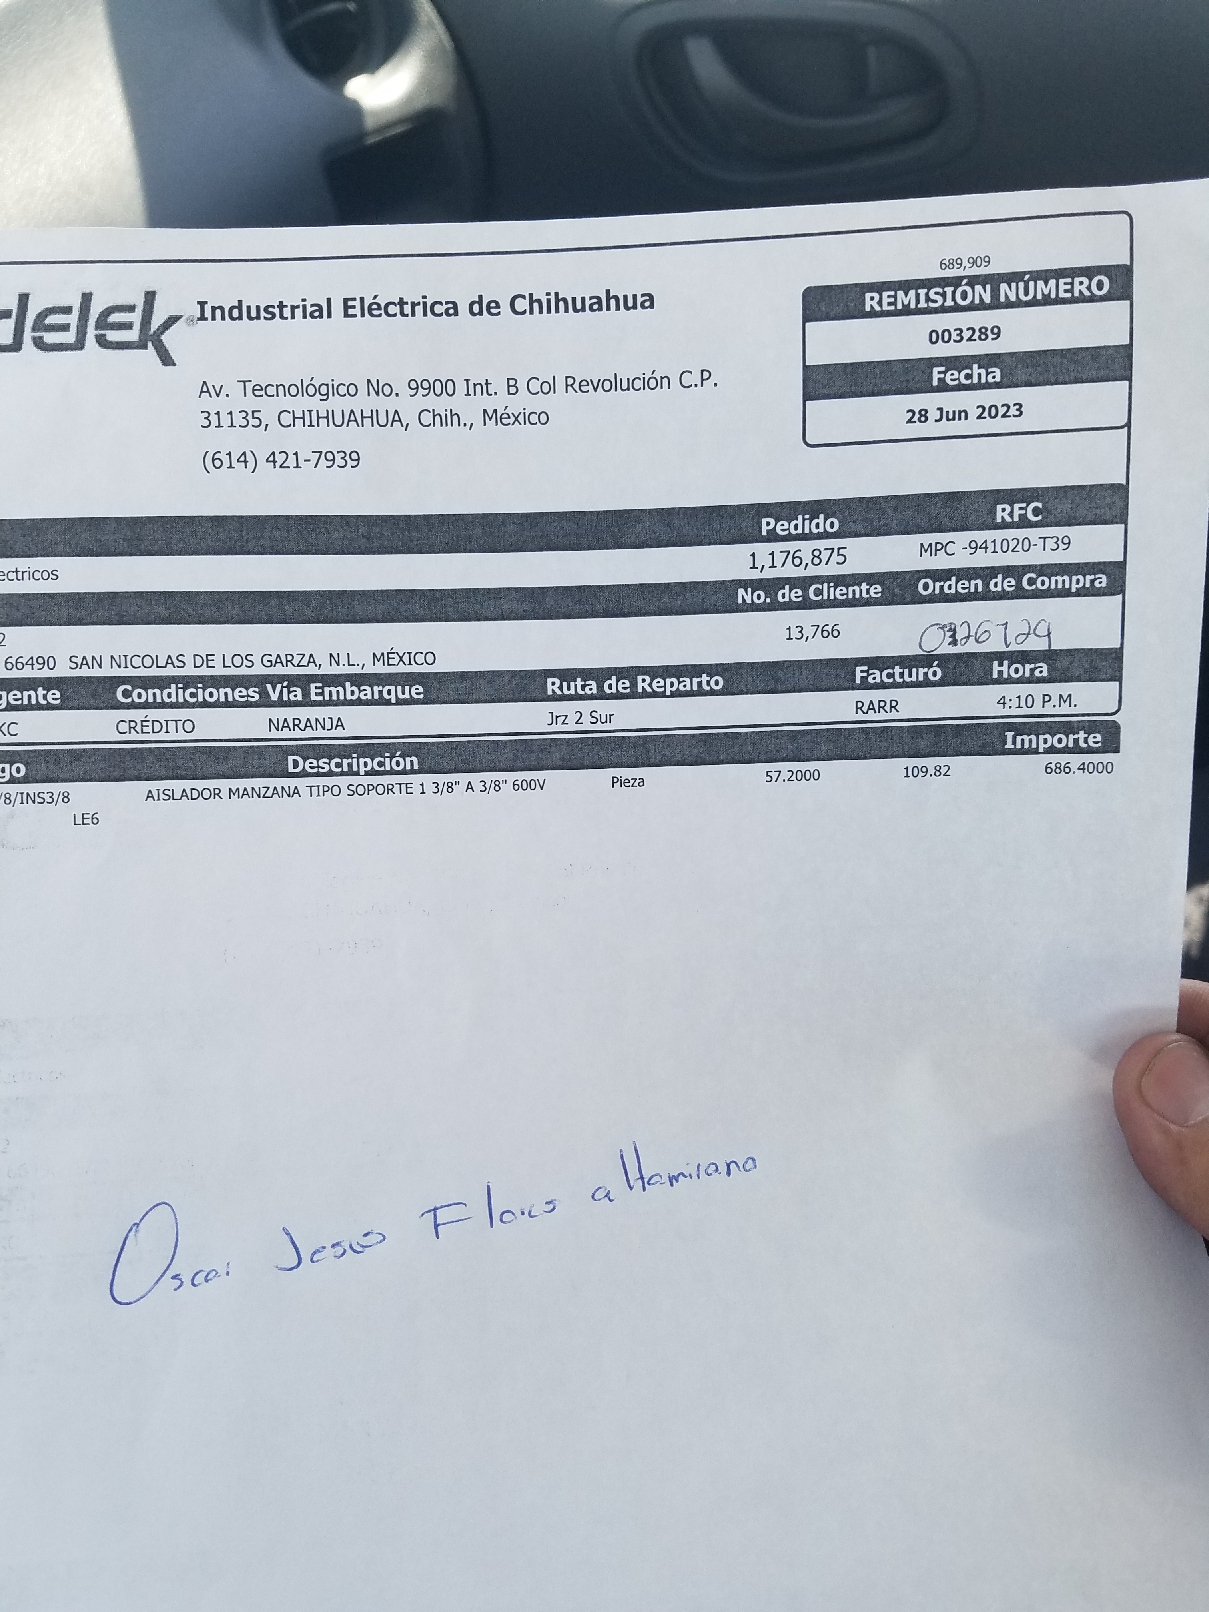 689,909
REMISIÓN NÚMERO
Industrial Eléctrica de Chihuahua
003289
Fecha
Av. Tecnológico No. 9900 Int. B Col Revolución C.P.
31135, CHIHUAHUA, Chih., México
28 Jun 2023
(614) 421-7939
Pedido RFC
ectricos 1,176,875 MPC -941020-T39
No. de Cliente Orden de Compra
2 13,766
66490 SAN NICOLAS DE LOS GARZA, N.L., MÉXICO
gente Condiciones Vía Embarque Ruta de Reparto Facturó Hora
KC CRÉDITO NARANJA Jrz 2 Sur RARR 4:10 P.M.
go Descripción Importe
/8/INS3/8 AISLADOR MANZANA TIPO SOPORTE 1 3/8" A 3/8" 600V Pieza 57.2000 109.82 686.4000
LE6
Oscar Jesus Flores altamirano